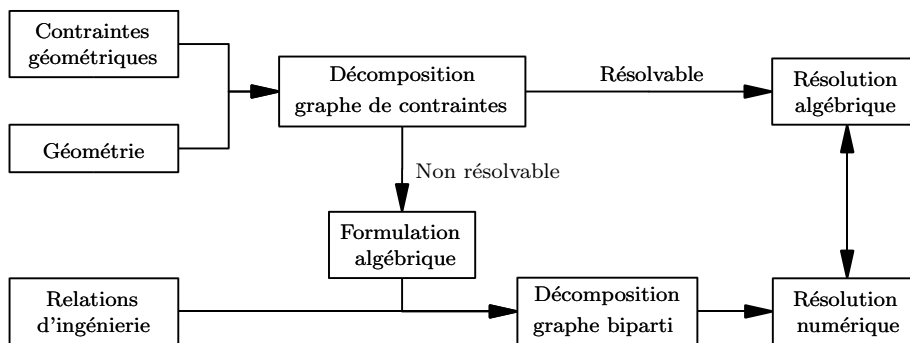 Contraintes
géométriques
Géométrie
Décomposition
graphe de contraintes
Résolvable
Résolution
algébrique
Non résolvable
Formulation
algébrique
Relations
d'ingénierie
Décomposition
graphe biparti
Résolution
numérique